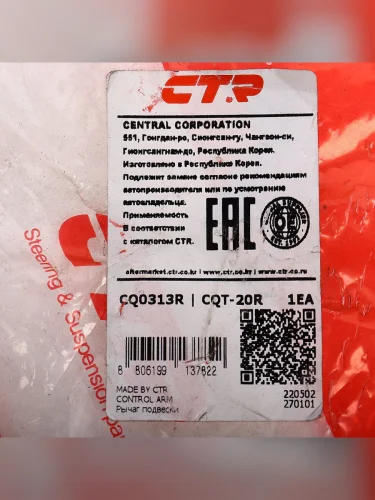 CTR
CENTRAL CORPORATION
551, Гонгдан-ро, Сионгсан-гу, Чангвон-си,
Гионгсангнам-до, Республика Корея.
Изготовлено в Республике Корея.
Подлежит замене согласно рекомендациям
автопроизводителя или по усмотрению
автовладельца.
Применяемость
В соответствии
с каталогом CTR.
EAC
aftermarket.ctr.co.kr | www.ctr.co.kr | www.ctr.co.ru
CQ0313R | CQT-20R 1EA
8 806199 137822
MADE BY CTR
CONTROL ARM
Рычаг подвески
220502
270101
Steering & Suspension pa